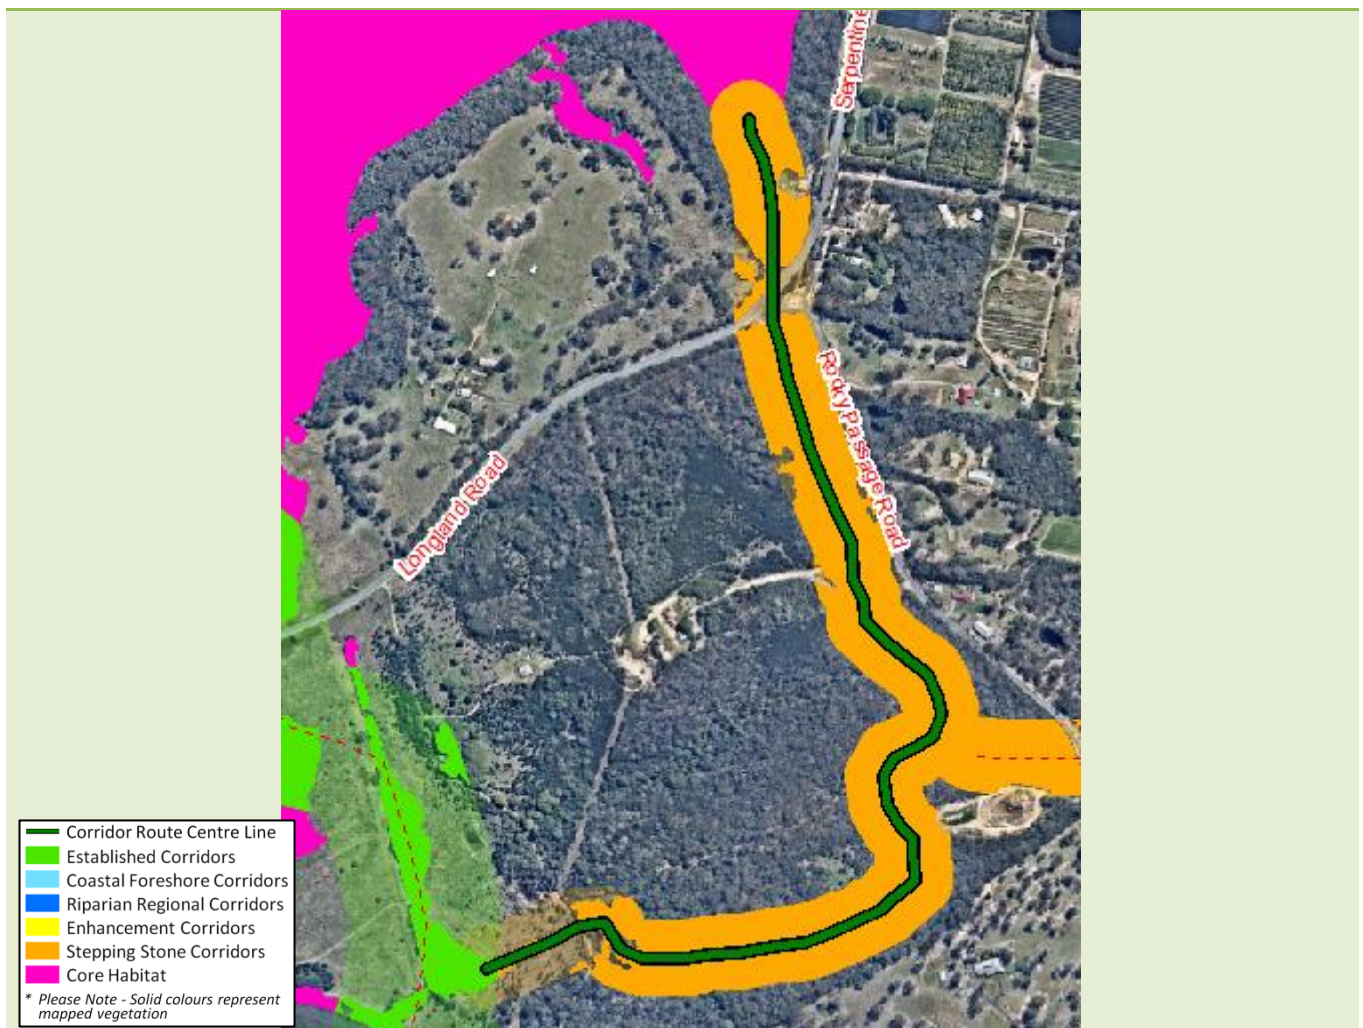 Serpentine
Rocky Passage Road
Longland Road
Corridor Route Centre Line
Established Corridors
Coastal Foreshore Corridors
Riparian Regional Corridors
Enhancement Corridors
Stepping Stone Corridors
Core Habitat
* Please Note - Solid colours represent
mapped vegetation